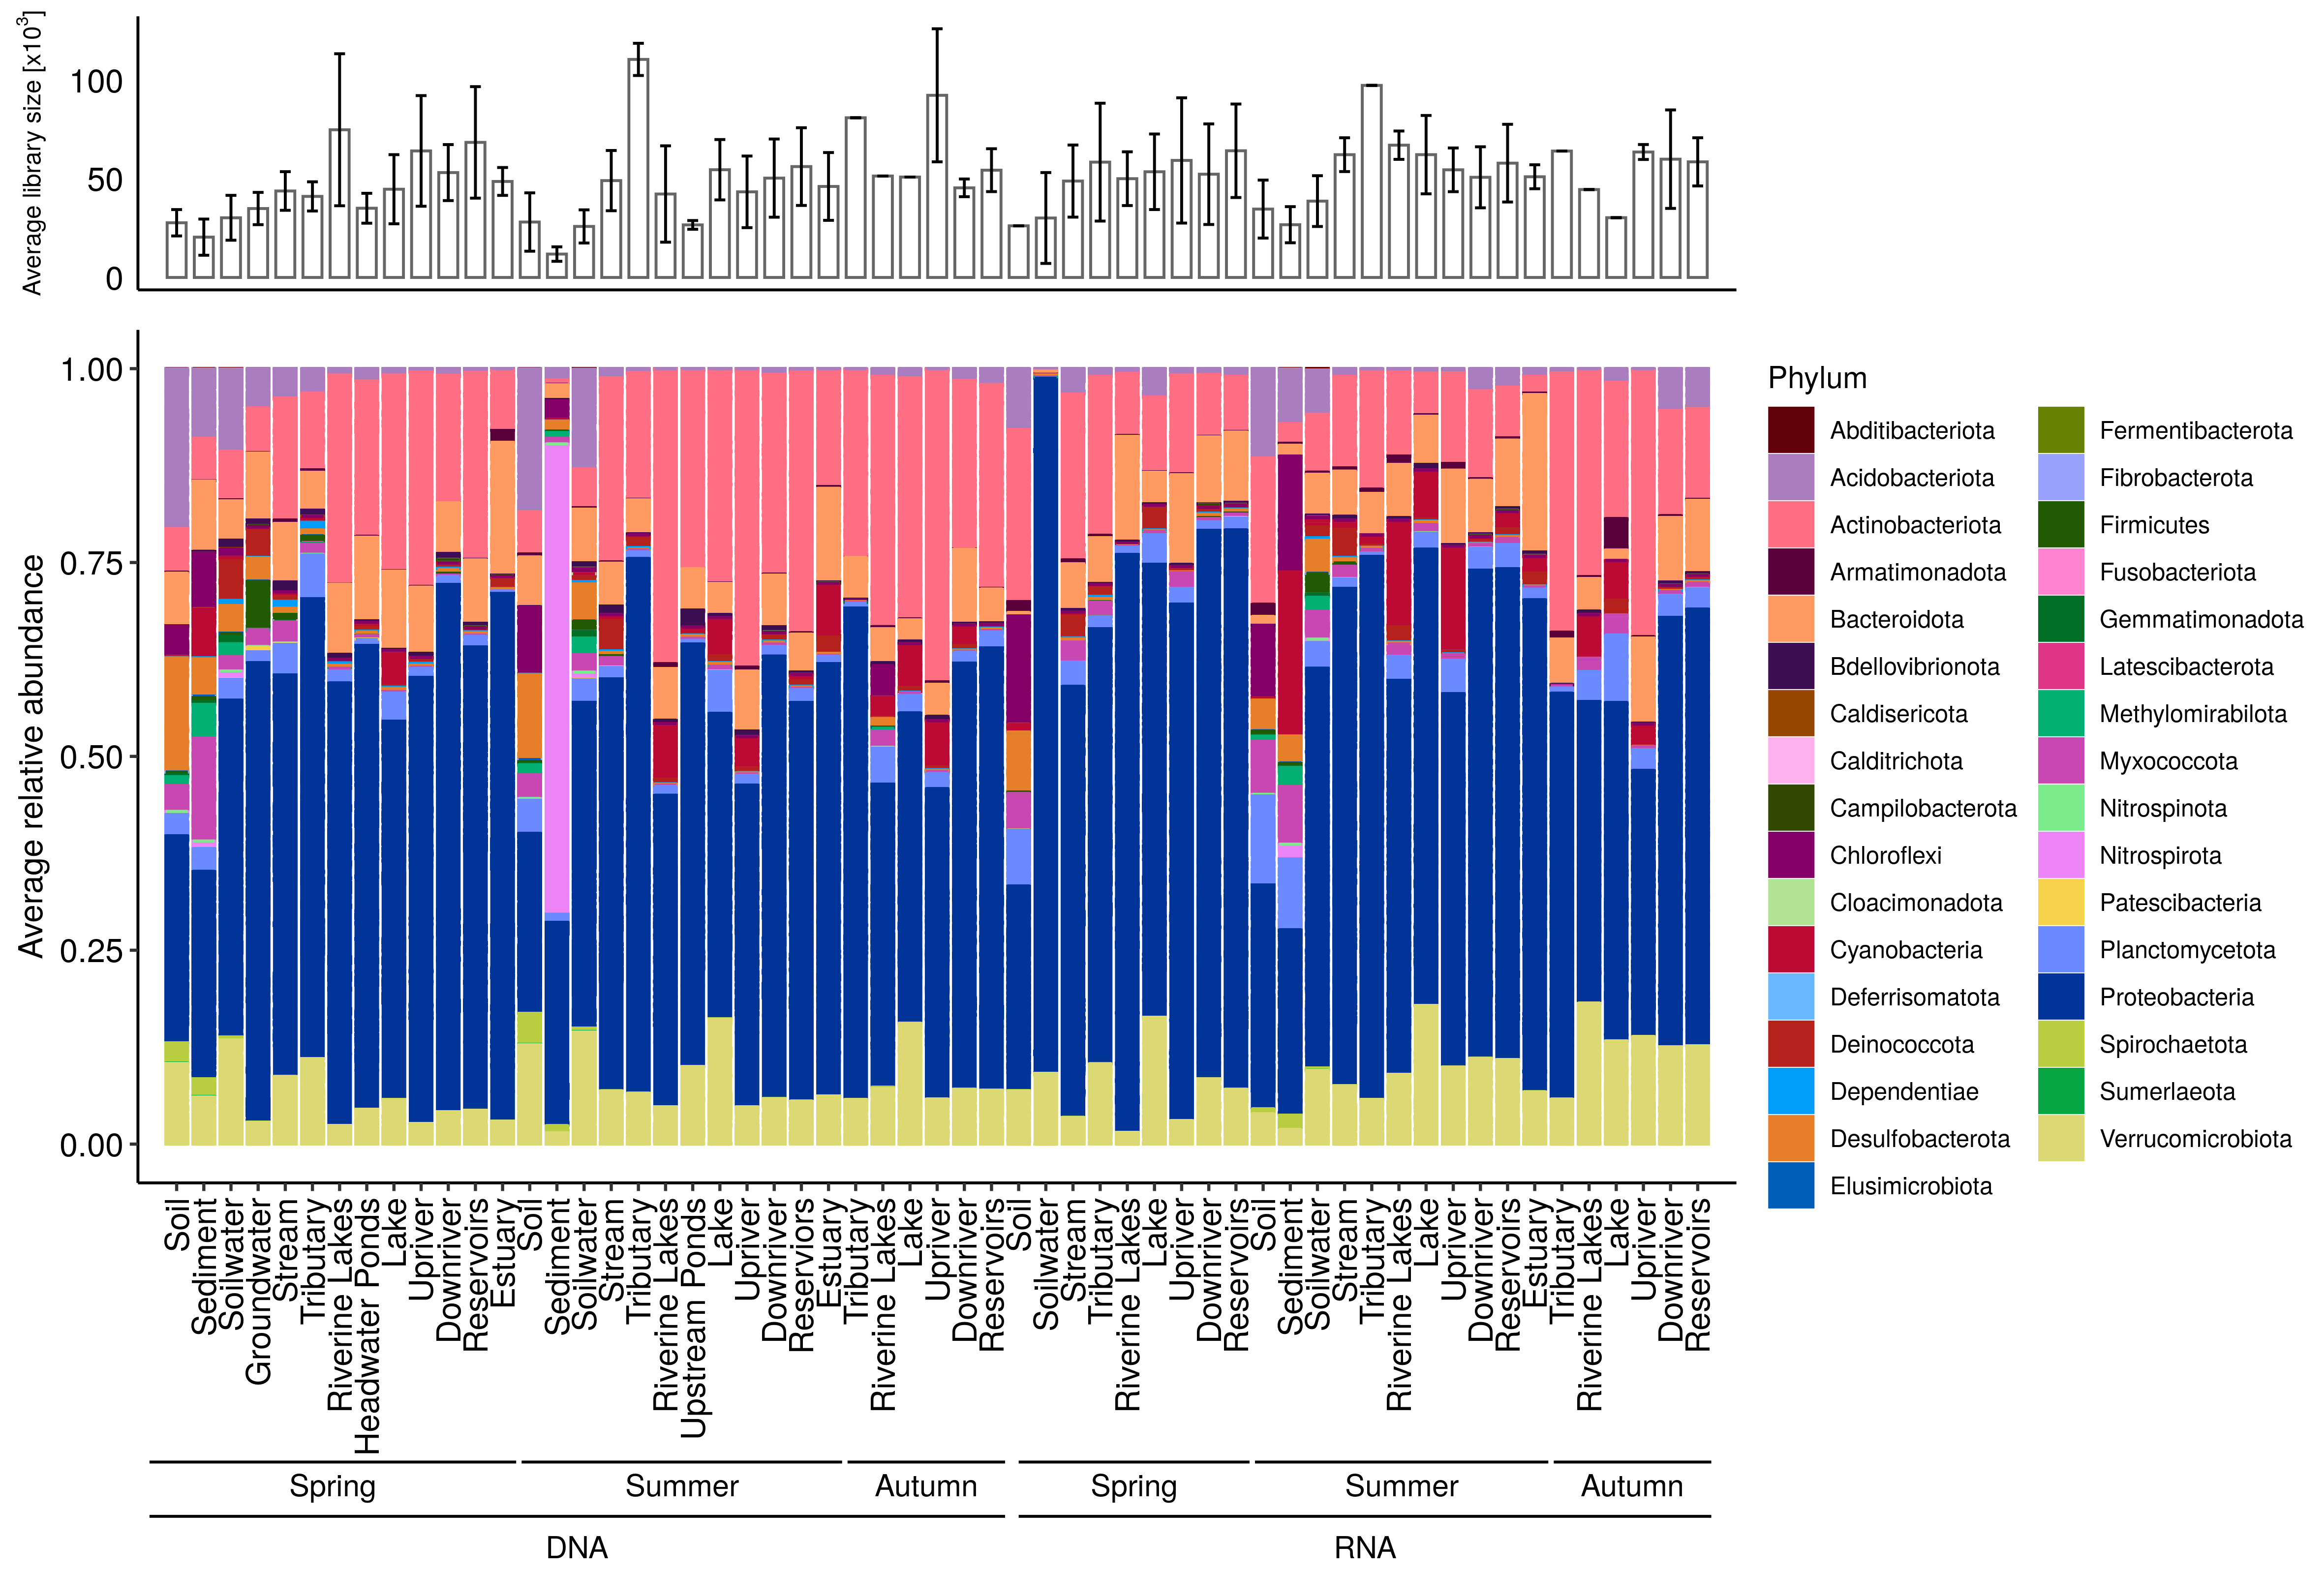 Average library size [x10³]
100
50
0
Average relative abundance
1.00
0.75
0.50
0.25
0.00
Phylum
Abditibacteriota
Acidobacteriota
Actinobacteriota
Armatimonadota
Bacteroidota
Bdellovibrionota
Caldisericota
Calditrichota
Campilobacterota
Chloroflexi
Cloacimonadota
Cyanobacteria
Deferrisomatota
Deinococcota
Dependentiae
Desulfobacterota
Elusimicrobiota
Fermentibacterota
Fibrobacterota
Firmicutes
Fusobacteriota
Gemmatimonadota
Latescibacterota
Methylomirabilota
Myxococcota
Nitrospinota
Nitrospirota
Patescibacteria
Planctomycetota
Proteobacteria
Spirochaetota
Sumerlaeota
Verrucomicrobiota
Soil
Sediment
Soilwater
Groundwater
Stream
Tributary
Riverine Lakes
Headwater Ponds
Lake
Upriver
Downriver
Reservoirs
Estuary
Soil
Sediment
Soilwater
Stream
Tributary
Riverine Lakes
Upstream Ponds
Lake
Upriver
Downriver
Reserviors
Estuary
Tributary
Riverine Lakes
Lake
Upriver
Downriver
Reservoirs
Soil
Soilwater
Stream
Tributary
Riverine Lakes
Lake
Upriver
Downriver
Reservoirs
Soil
Sediment
Soilwater
Stream
Tributary
Riverine Lakes
Lake
Upriver
Downriver
Reservoirs
Estuary
Tributary
Riverine Lakes
Lake
Upriver
Downriver
Reservoirs
Spring
Summer
Autumn
Spring
Summer
Autumn
DNA
RNA